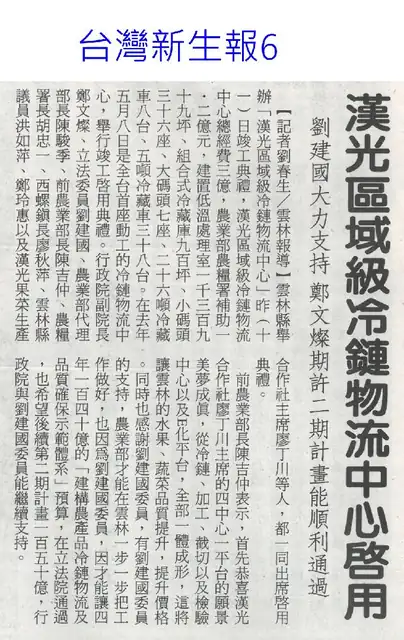 台灣新生報6
漢光區域級冷鏈物流中心啓用
劉建國大力支持 鄭文燦期許二期計畫能順利通過
【記者劉春生／雲林報導】雲林縣舉
辦「漢光區域級冷鏈物流中心」昨（十
一）日竣工典禮，漢光區域級冷鏈物流
中心總經費三億，農業部農糧署補助一
．二億元，建置低溫處理室一千三百九
十九坪、組合式冷藏庫九百坪、小碼頭
三十六座、大碼頭七座、二十六噸冷藏
車八台、五噸冷藏車三十八台。在去年
五月八日是全台首座動工的冷鏈物流中
心，舉行竣工啓用典禮。行政院副院長
鄭文燦、立法委員劉建國、農業部代理
部長陳駿季、前農業部長陳吉仲、農糧
署長胡忠一、西螺鎮長廖秋萍、雲林縣
議員洪如萍、鄭玲惠以及漢光果菜生產
合作社主席廖丁川等人，都一同出席啓用
典禮。
前農業部長陳吉仲表示，首先恭喜漢光
合作社廖丁川主席的四中心一平台的願景
美夢成眞，從冷鏈、加工、截切以及檢驗
中心以及E化平台，全部一體成形，這將
讓雲林的水果、蔬菜品質提升，提升價格
。同時也感謝劉建國委員，有劉建國委員
的支持，農業部才能在雲林一步一步把工
作做好，也因爲劉建國委員，因才能讓四
年一百四十億的「建構農產品冷鏈物流及
品質確保示範體系」預算，在立法院通過
，也希望後續第二期計畫一百五十億，行
政院與劉建國委員能繼續支持。